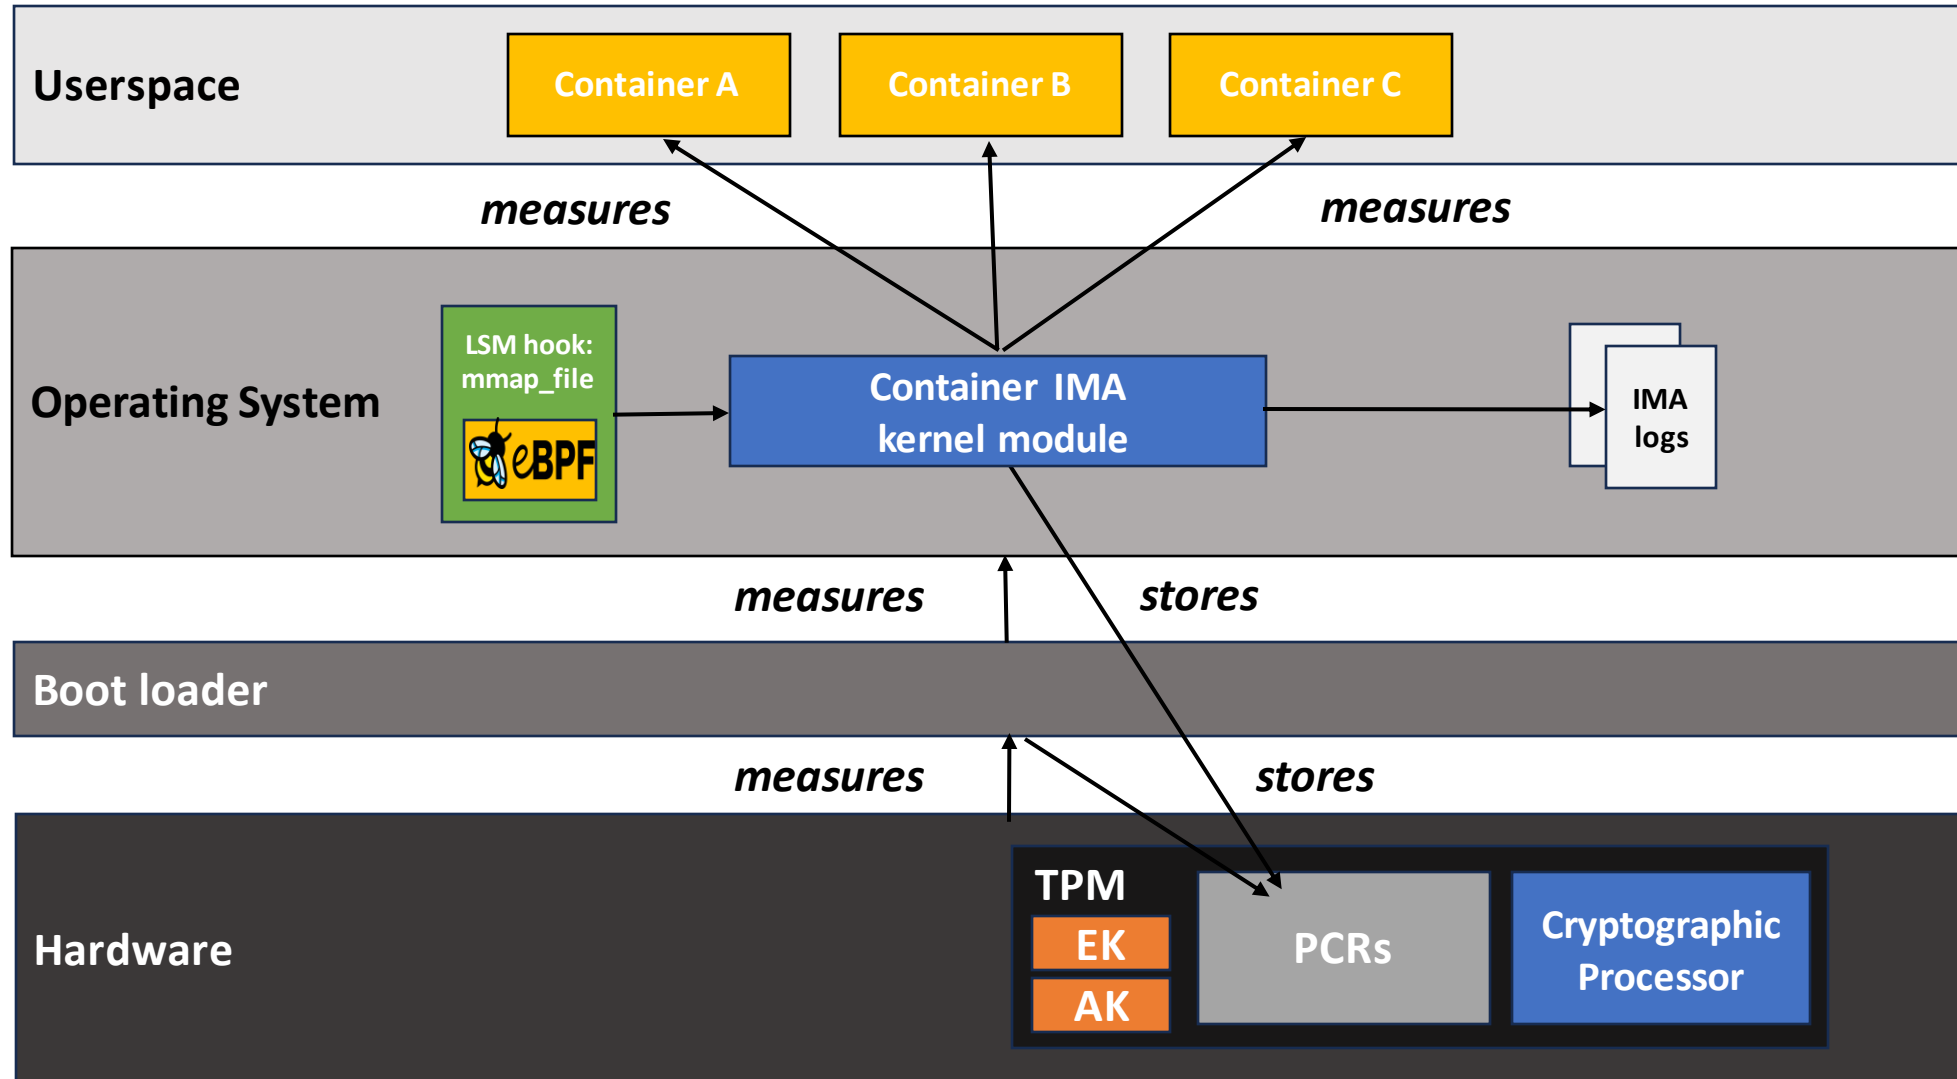 Userspace
Container A
Container B
Container C
measures
measures
Operating System
LSM hook:
mmap_file
eBPF
Container IMA
kernel module
IMA
logs
measures
stores
Boot loader
measures
stores
Hardware
TPM
EK
AK
PCRs
Cryptographic
Processor